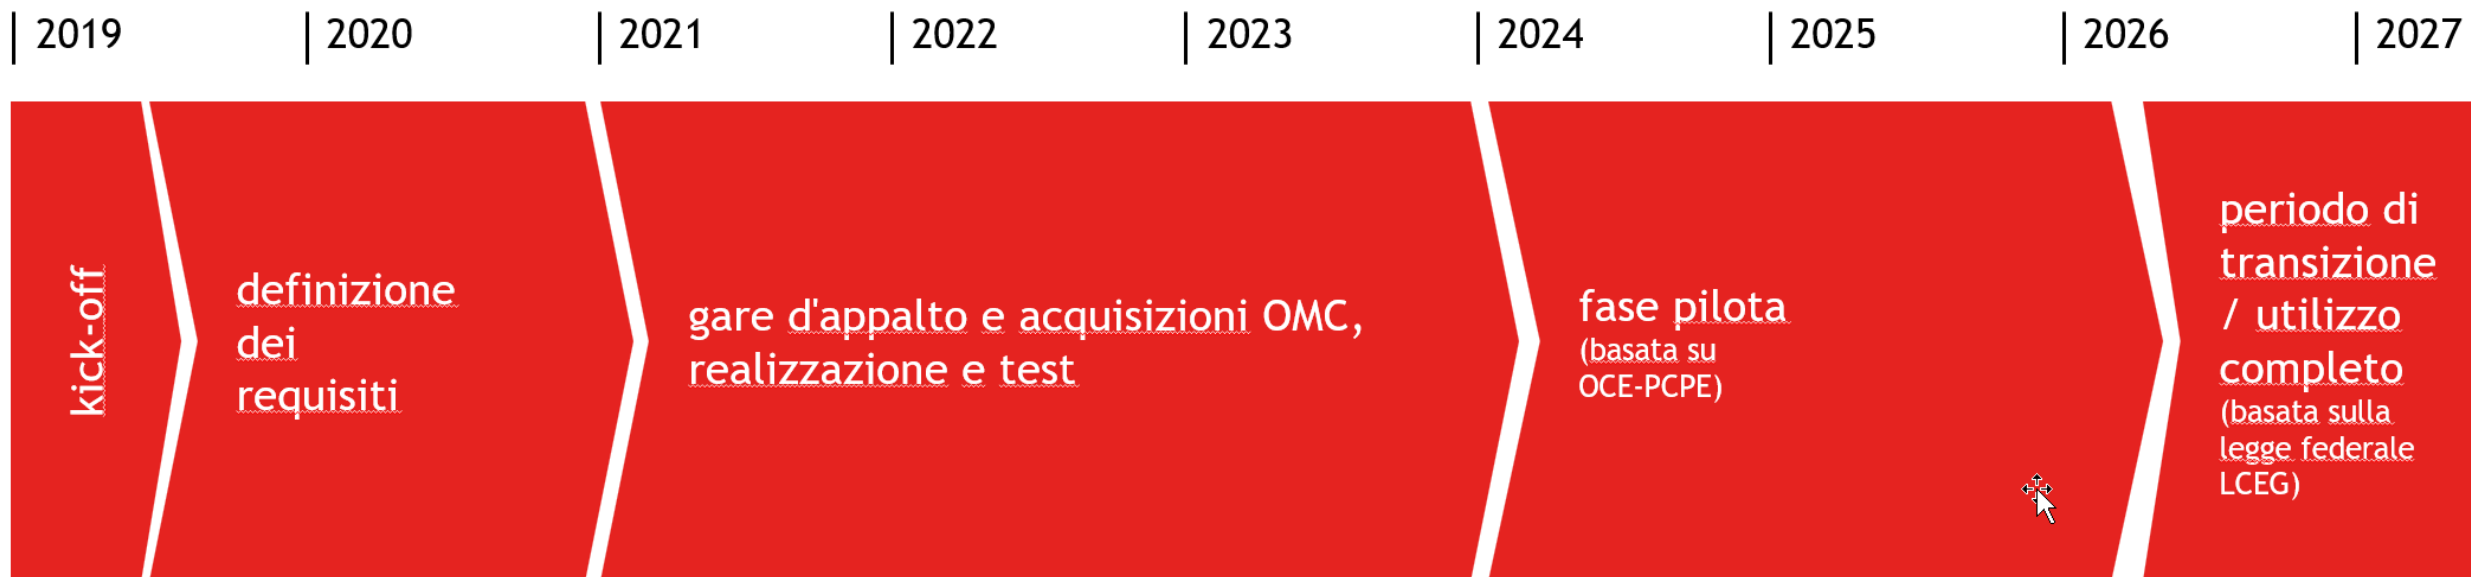 2019 2020 2021 2022 2023 2024 2025 2026 2027
kick-off
definizione
dei
requisiti
gare d'appalto e acquisizioni OMC,
realizzazione e test
fase pilota
(basata su
OCE-PCPE)
periodo di
transizione
/ utilizzo
completo
(basata sulla
legge federale
LCEG)